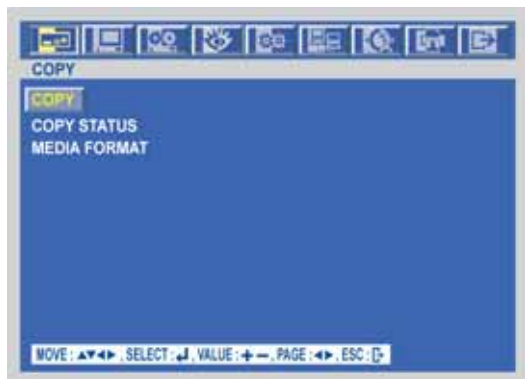 COPY
COPY
COPY STATUS
MEDIA FORMAT
MOVE : ▲▼◄► , SELECT : ↲ , VALUE : + − , PAGE : ◄► , ESC :